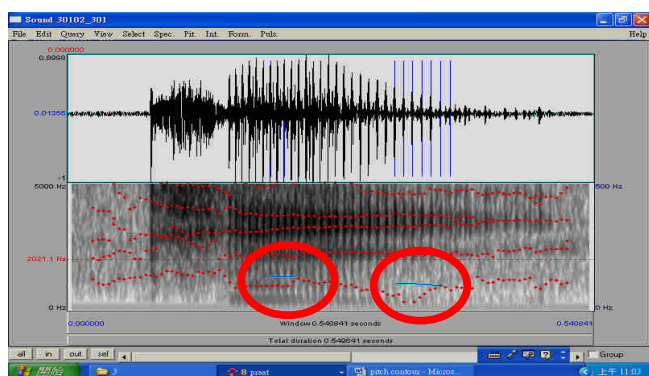 Sound 30102_301
File Edit Query View Select Spec. Pit. Int. Form. Puls. Help
0.000000
0.9999
0.01366
-1
5000 Hz 500 Hz
2021.1 Hz
0 Hz 0 Hz
0.000000 Window 0.549841 seconds 0.549841
Total duration 0.549841 seconds
all in out sel Group
開始 3 8 praat pitch contour - Micros... 上午 11:03